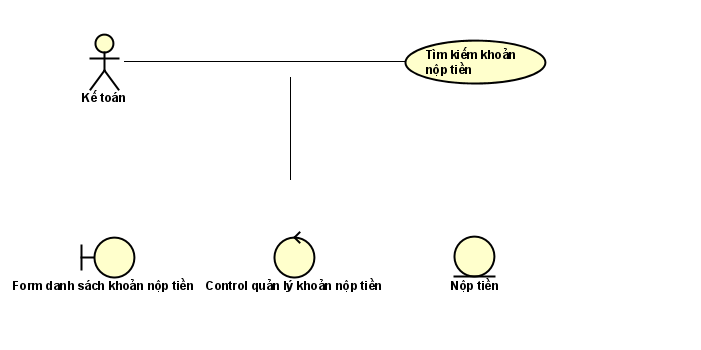 Tìm kiếm khoản
nộp tiền
Kế toán
Form danh sách khoản nộp tiền
Control quản lý khoản nộp tiền
Nộp tiền